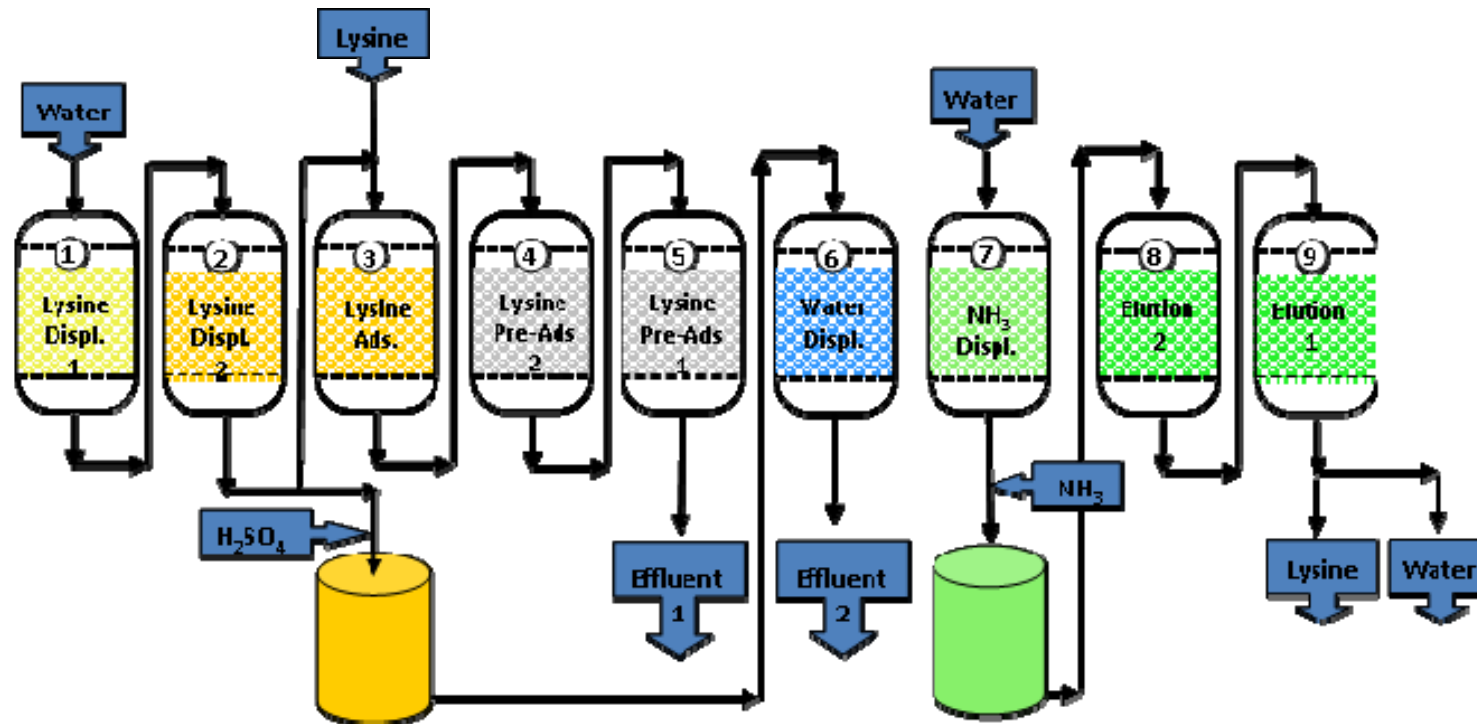 Lysine
Water
Water
1
2
3
4
5
6
7
8
9
Lysine
Displ.
1
Lysine
Displ.
2
Lysine
Ads.
Lysine
Pre-Ads
2
Lysine
Pre-Ads
1
Water
Displ.
NH₃
Displ.
Elution
2
Elution
1
H₂SO₄
NH₃
Effluent
1
Effluent
2
Lysine
Water